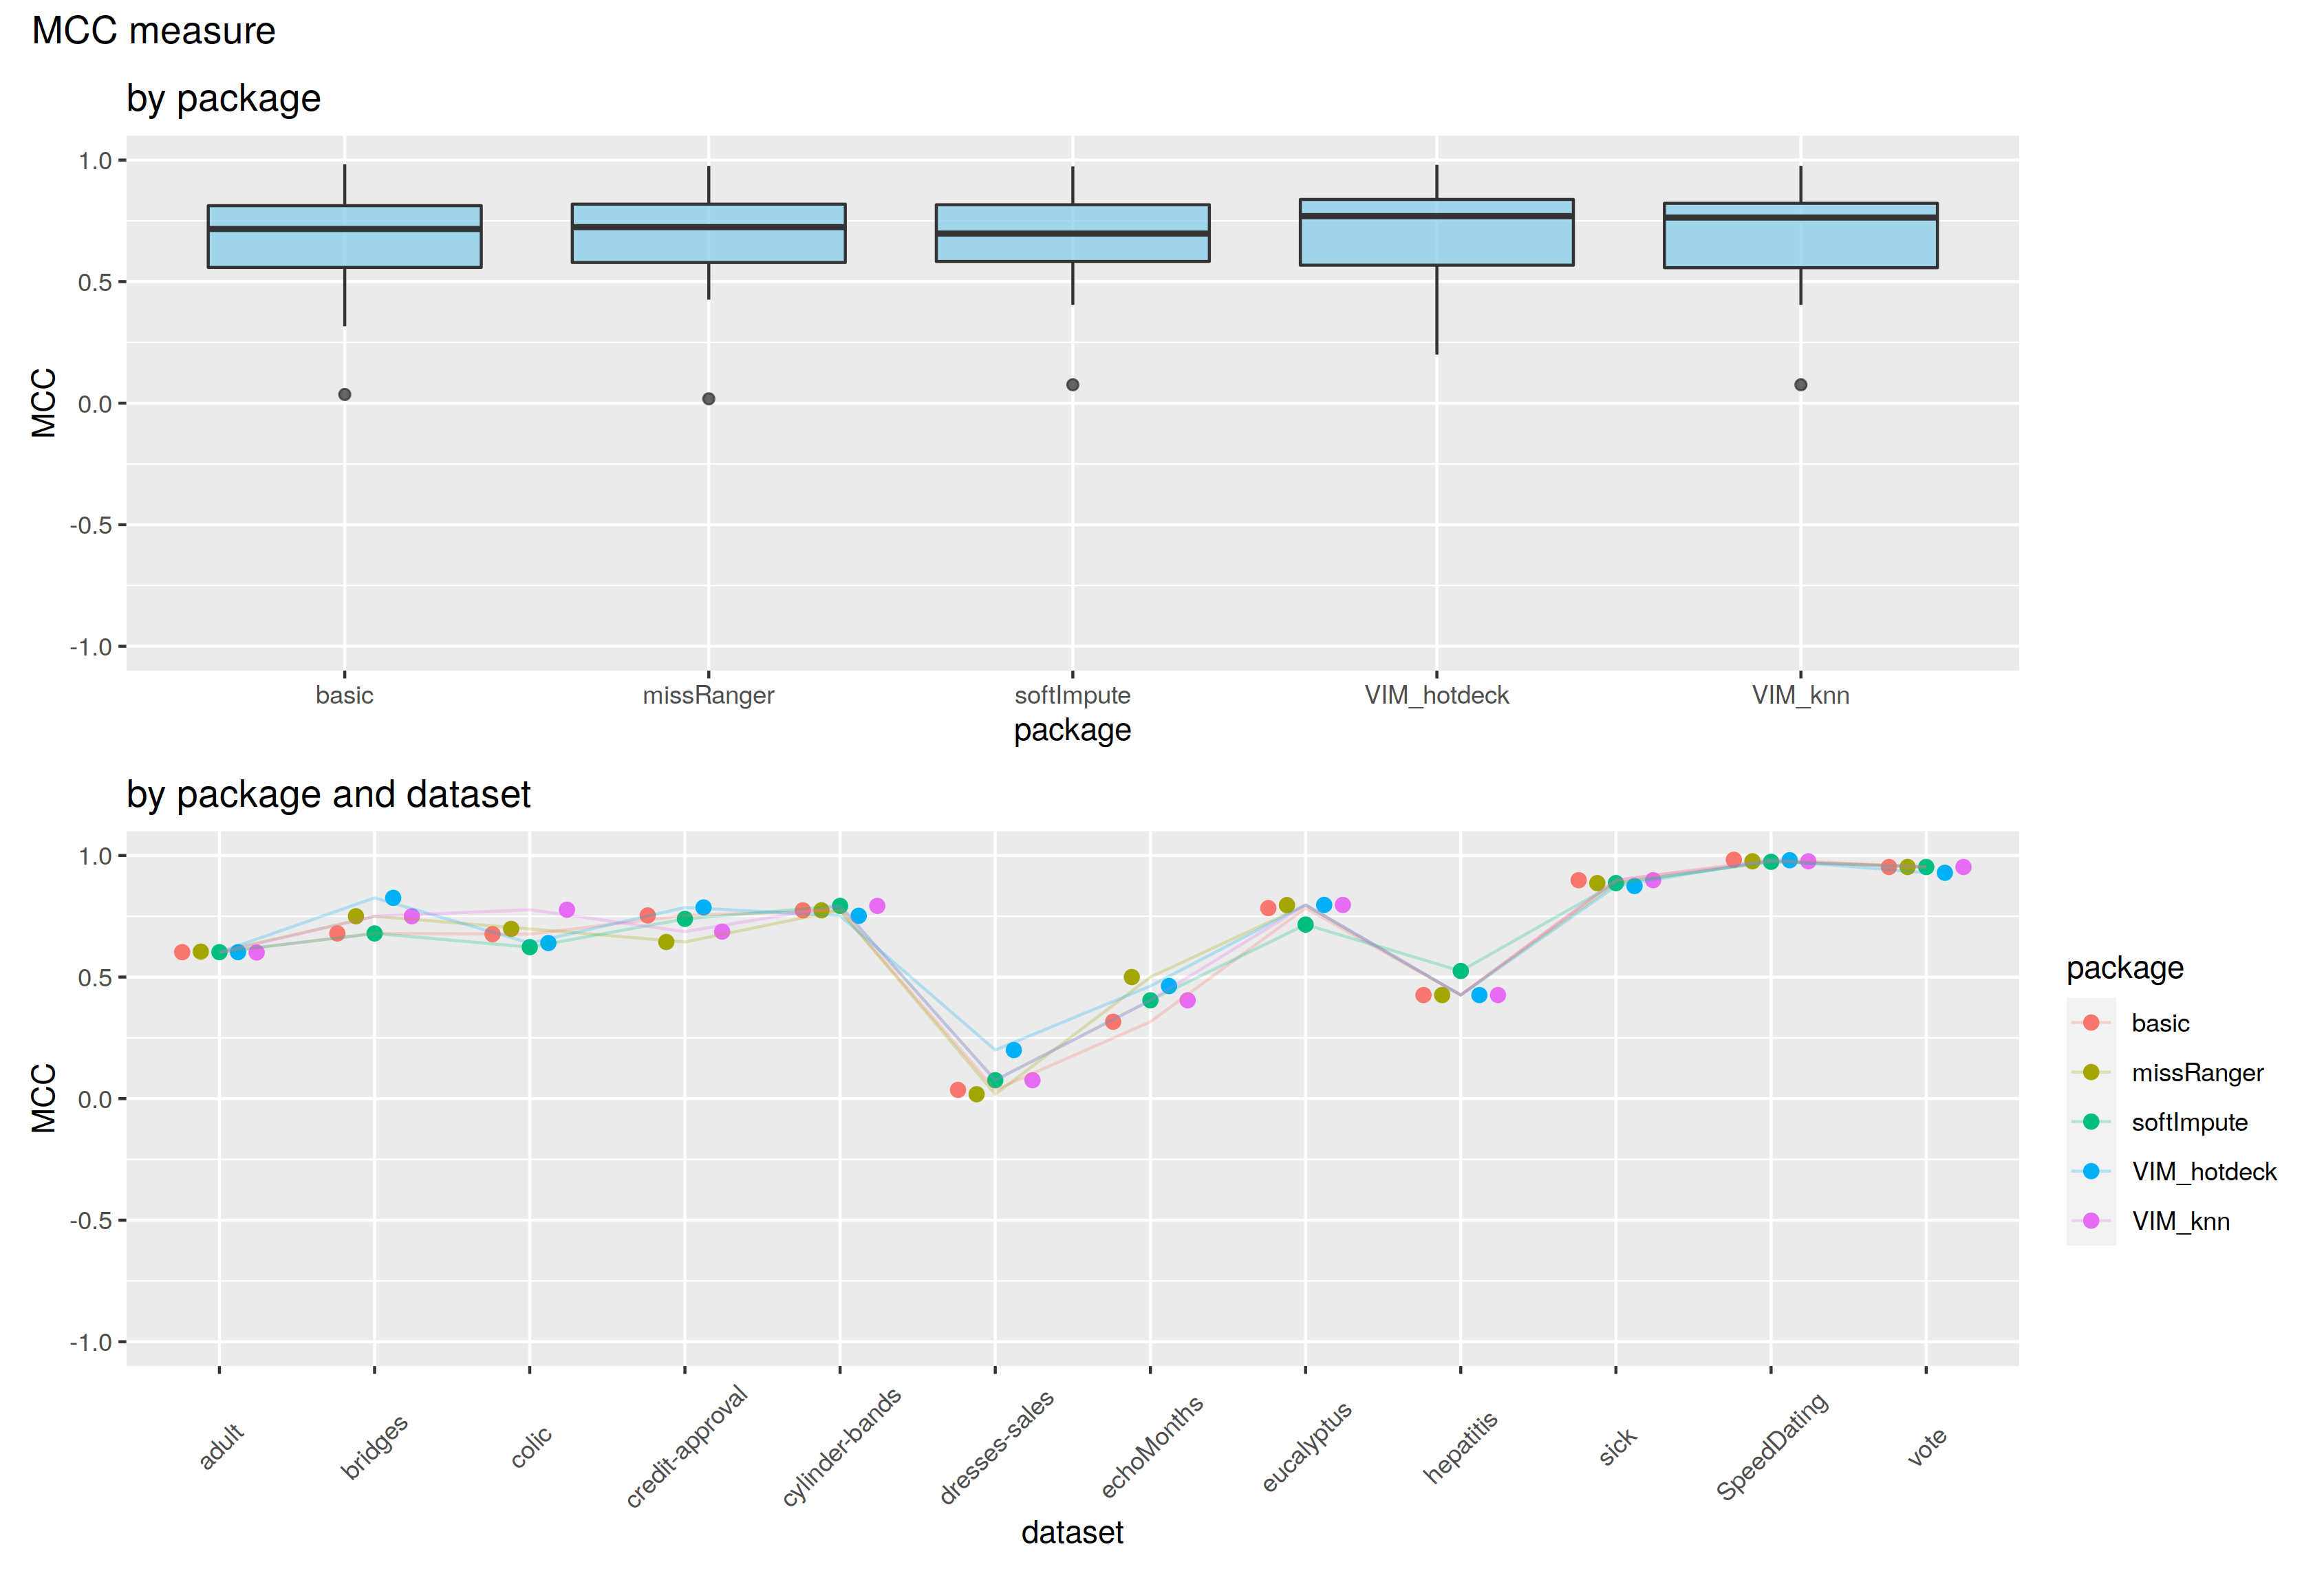 MCC measure
by package
1.0
0.5
0.0
-0.5
-1.0
MCC
basic missRanger softImpute VIM_hotdeck VIM_knn
package
by package and dataset
1.0
0.5
0.0
-0.5
-1.0
MCC
adult bridges colic credit-approval cylinder-bands dresses-sales echoMonths eucalyptus hepatitis sick SpeedDating vote
dataset
package
basic
missRanger
softImpute
VIM_hotdeck
VIM_knn